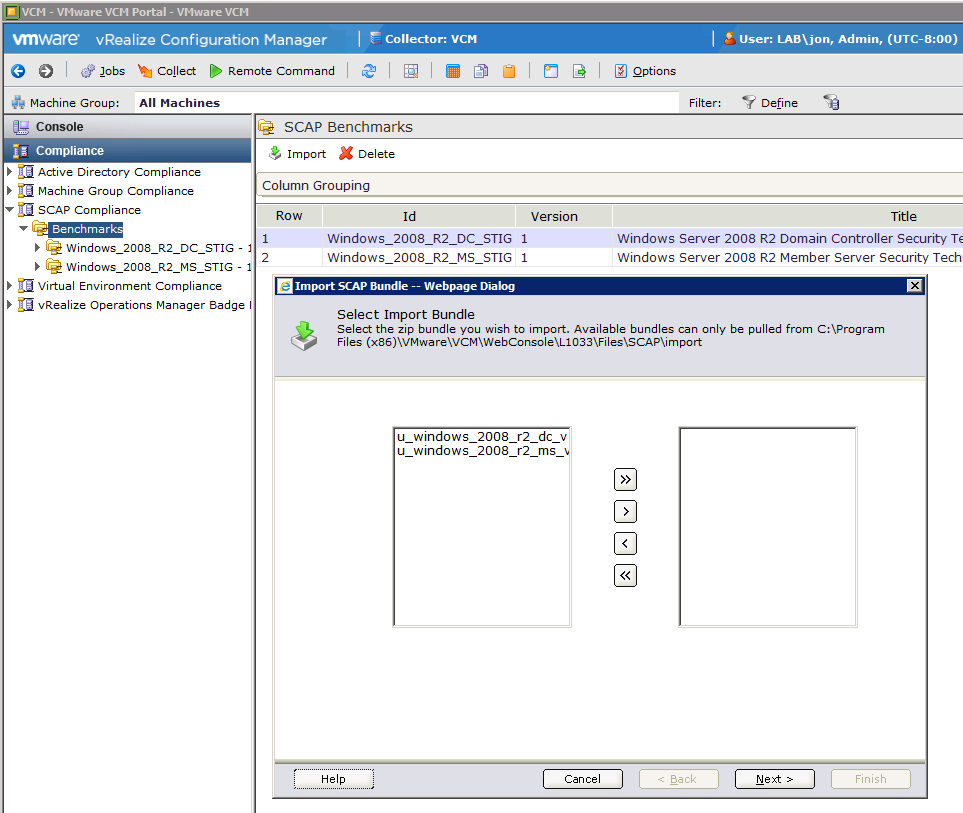 VCM - VMware VCM Portal - VMware VCM
vmware vRealize Configuration Manager Collector: VCM User: LAB\jon, Admin, (UTC-8:00)
Jobs Collect Remote Command Options
Machine Group: All Machines Filter: Define
Console
Compliance
Active Directory Compliance
Machine Group Compliance
SCAP Compliance
Benchmarks
Windows_2008_R2_DC_STIG - 1
Windows_2008_R2_MS_STIG - 1
Virtual Environment Compliance
vRealize Operations Manager Badge
SCAP Benchmarks
Import Delete
Column Grouping
Row Id Version Title
1 Windows_2008_R2_DC_STIG 1 Windows Server 2008 R2 Domain Controller Security Te
2 Windows_2008_R2_MS_STIG 1 Windows Server 2008 R2 Member Server Security Tech
Import SCAP Bundle -- Webpage Dialog
Select Import Bundle
Select the zip bundle you wish to import. Available bundles can only be pulled from C:\Program
Files (x86)\VMware\VCM\WebConsole\L1033\Files\SCAP\import
u_windows_2008_r2_dc_v
u_windows_2008_r2_ms_v
>>
>
<
<<
Help Cancel < Back Next > Finish